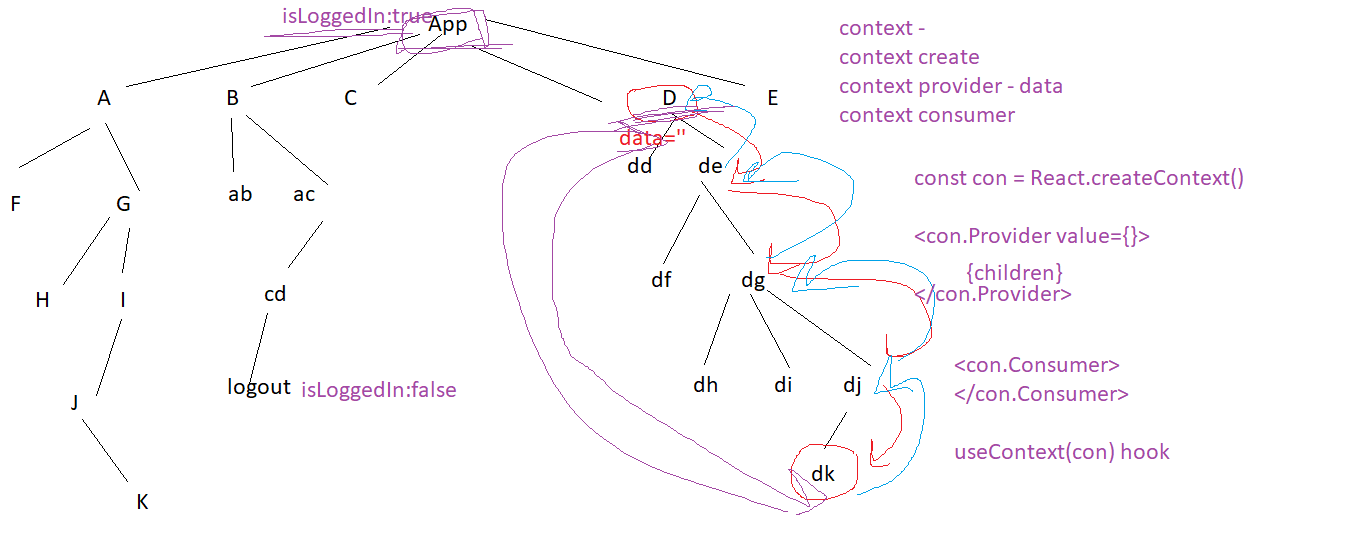 isLoggedIn:true
App
A
B
C
D
E
data=''
dd
de
F
G
ab
ac
H
I
cd
df
dg
logout
isLoggedIn:false
dh
di
dj
J
K
dk
context -
context create
context provider - data
context consumer
const con = React.createContext()
<con.Provider value={}>
{children}
</con.Provider>
<con.Consumer>
</con.Consumer>
useContext(con) hook